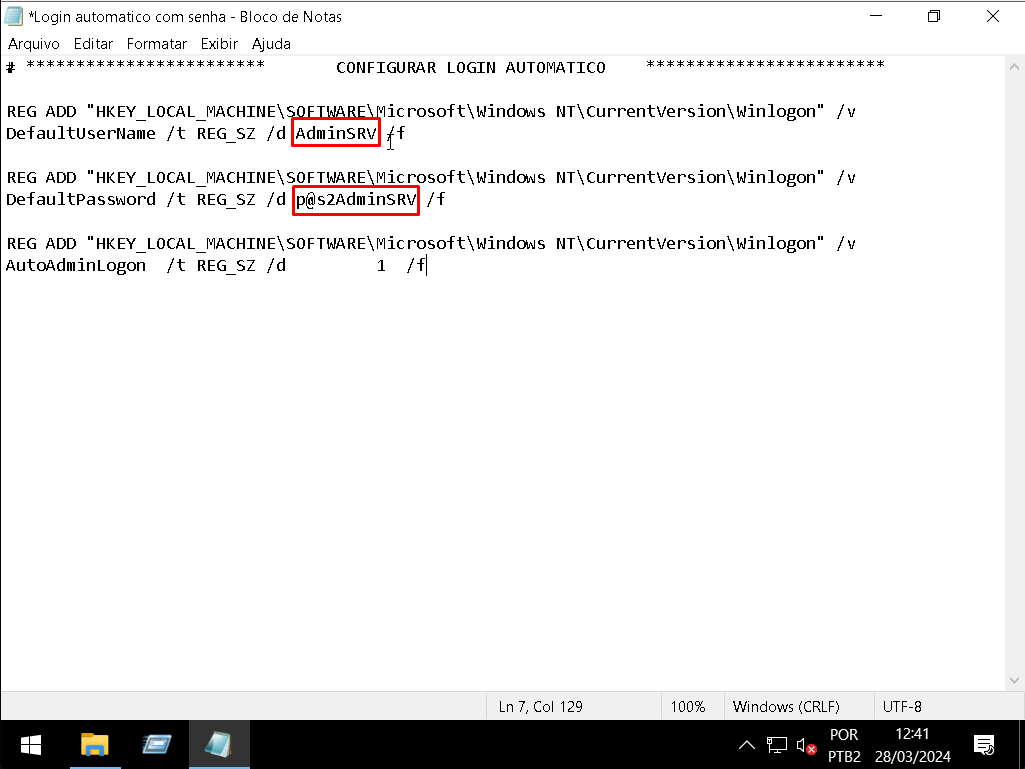 *Login automatico com senha - Bloco de Notas
Arquivo Editar Formatar Exibir Ajuda
# ************************ CONFIGURAR LOGIN AUTOMATICO ************************
REG ADD "HKEY_LOCAL_MACHINE\SOFTWARE\Microsoft\Windows NT\CurrentVersion\Winlogon" /v
DefaultUserName /t REG_SZ /d AdminSRV /f
REG ADD "HKEY_LOCAL_MACHINE\SOFTWARE\Microsoft\Windows NT\CurrentVersion\Winlogon" /v
DefaultPassword /t REG_SZ /d p@s2AdminSRV /f
REG ADD "HKEY_LOCAL_MACHINE\SOFTWARE\Microsoft\Windows NT\CurrentVersion\Winlogon" /v
AutoAdminLogon /t REG_SZ /d 1 /f
Ln 7, Col 129 100% Windows (CRLF) UTF-8
POR 12:41
PTB2 28/03/2024